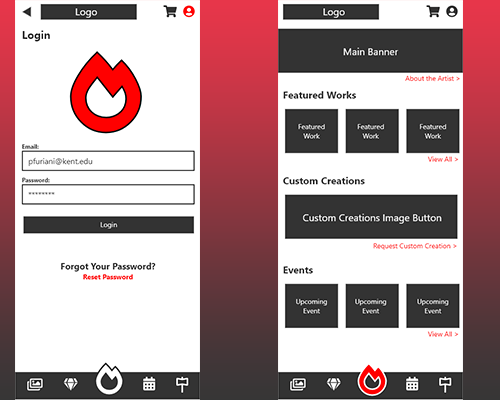 Logo
Login
Email:
pfuriani@kent.edu
Password:
********
Login
Forgot Your Password?
Reset Password
Logo
Main Banner
About the Artist >
Featured Works
Featured Work
Featured Work
Featured Work
View All >
Custom Creations
Custom Creations Image Button
Request Custom Creation >
Events
Upcoming Event
Upcoming Event
Upcoming Event
View All >